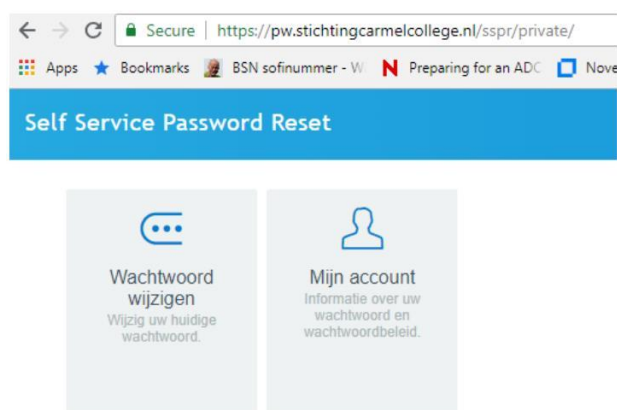 Secure | https://pw.stichtingcarmelcollege.nl/sspr/private/
Apps Bookmarks BSN sofinummer - W Preparing for an ADC Nove
Self Service Password Reset
Wachtwoord
wijzigen
Wijzig uw huidige
wachtwoord.
Mijn account
Informatie over uw
wachtwoord en
wachtwoordbeleid.